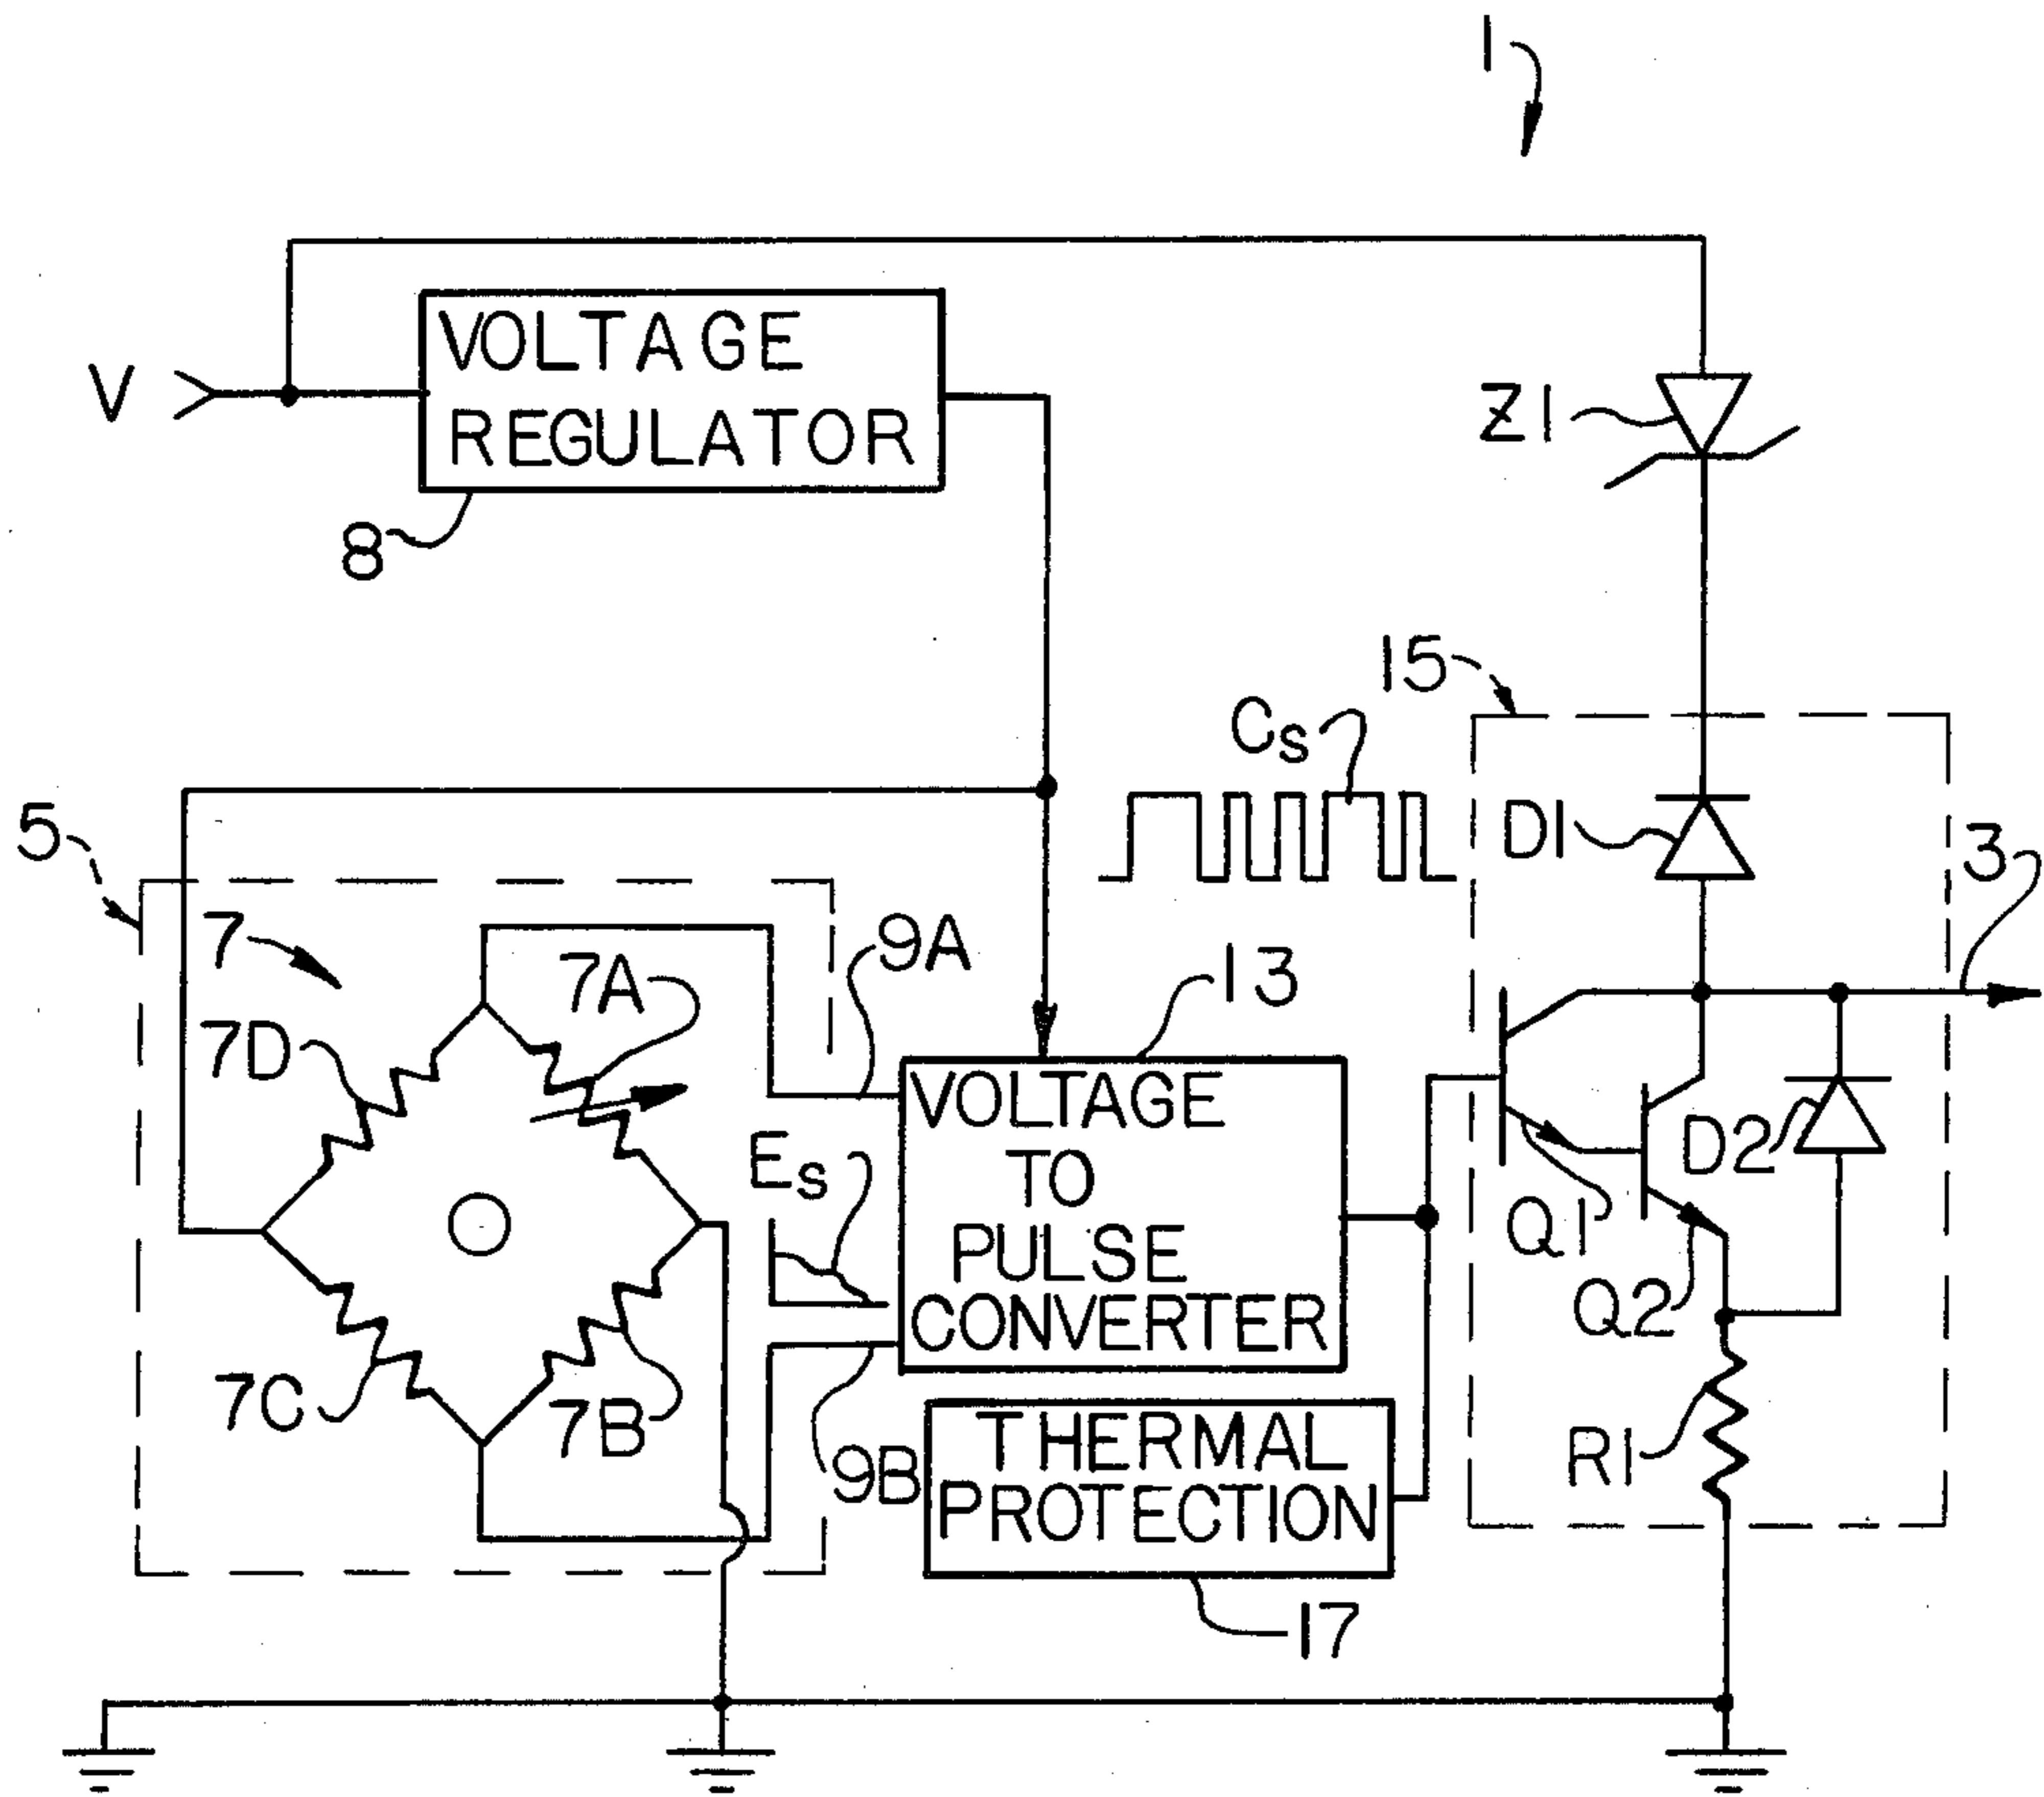 1
V
VOLTAGE
REGULATOR
8
Z1
15
Cs
D1
3
5
7
7A
9A
13
7D
VOLTAGE
TO
PULSE
CONVERTER
Es
D2
Q1
Q2
7C
7B
9B
THERMAL
PROTECTION
R1
17